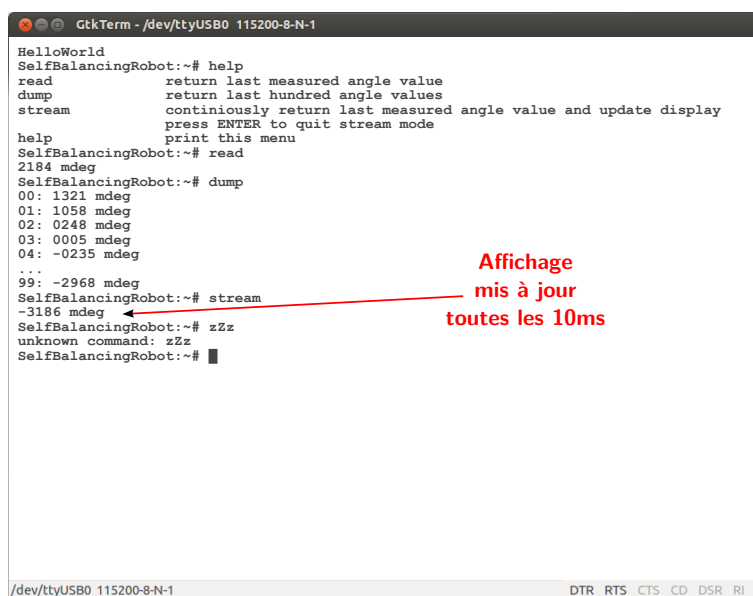 GtkTerm - /dev/ttyUSB0 115200-8-N-1
HelloWorld
SelfBalancingRobot:~# help
read return last measured angle value
dump return last hundred angle values
stream continiously return last measured angle value and update display
press ENTER to quit stream mode
help print this menu
SelfBalancingRobot:~# read
2184 mdeg
SelfBalancingRobot:~# dump
00: 1321 mdeg
01: 1058 mdeg
02: 0248 mdeg
03: 0005 mdeg
04: -0235 mdeg
...
99: -2968 mdeg
SelfBalancingRobot:~# stream
-3186 mdeg
SelfBalancingRobot:~# zZz
unknown command: zZz
SelfBalancingRobot:~#
Affichage
mis à jour
toutes les 10ms
/dev/ttyUSB0 115200-8-N-1 DTR RTS CTS CD DSR RI